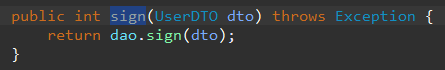 public int sign(UserDTO dto) throws Exception {
    return dao.sign(dto);
}